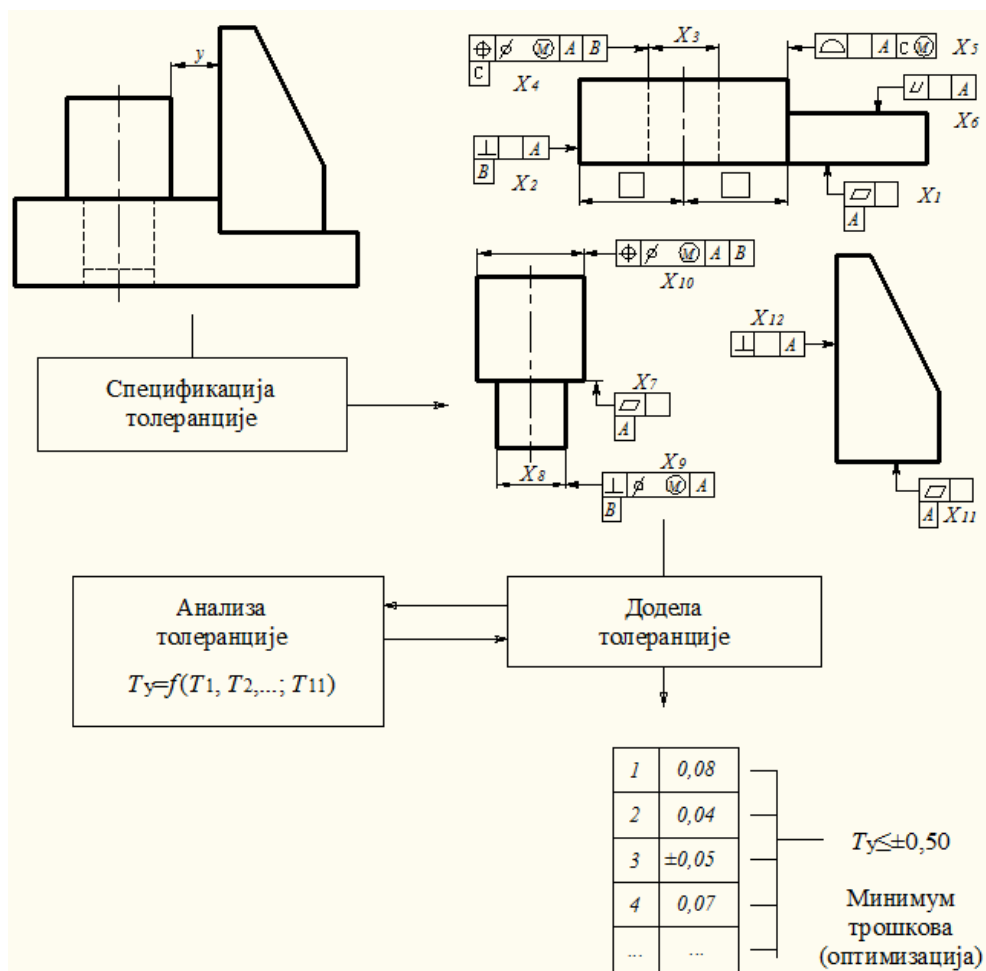 y
⌖ ⌀ Ⓜ A B
C
X4
X3
⌓ A C Ⓜ X5
⫽ A
X6
⊥ A
B
X2
▱
A
X1
⌖ ⌀ Ⓜ A B
X10
X12
⊥ A
Спецификација
толеранције
X7
▱
A
X8
X9
⊥ ⌀ Ⓜ A
B
▱
A X11
Анализа
толеранције
Ty=f(T1, T2,...; T11)
Додела
толеранције
1 0,08
2 0,04
3 ±0,05
4 0,07
... ...
Ty≤±0,50
Минимум
трошкова
(оптимизација)